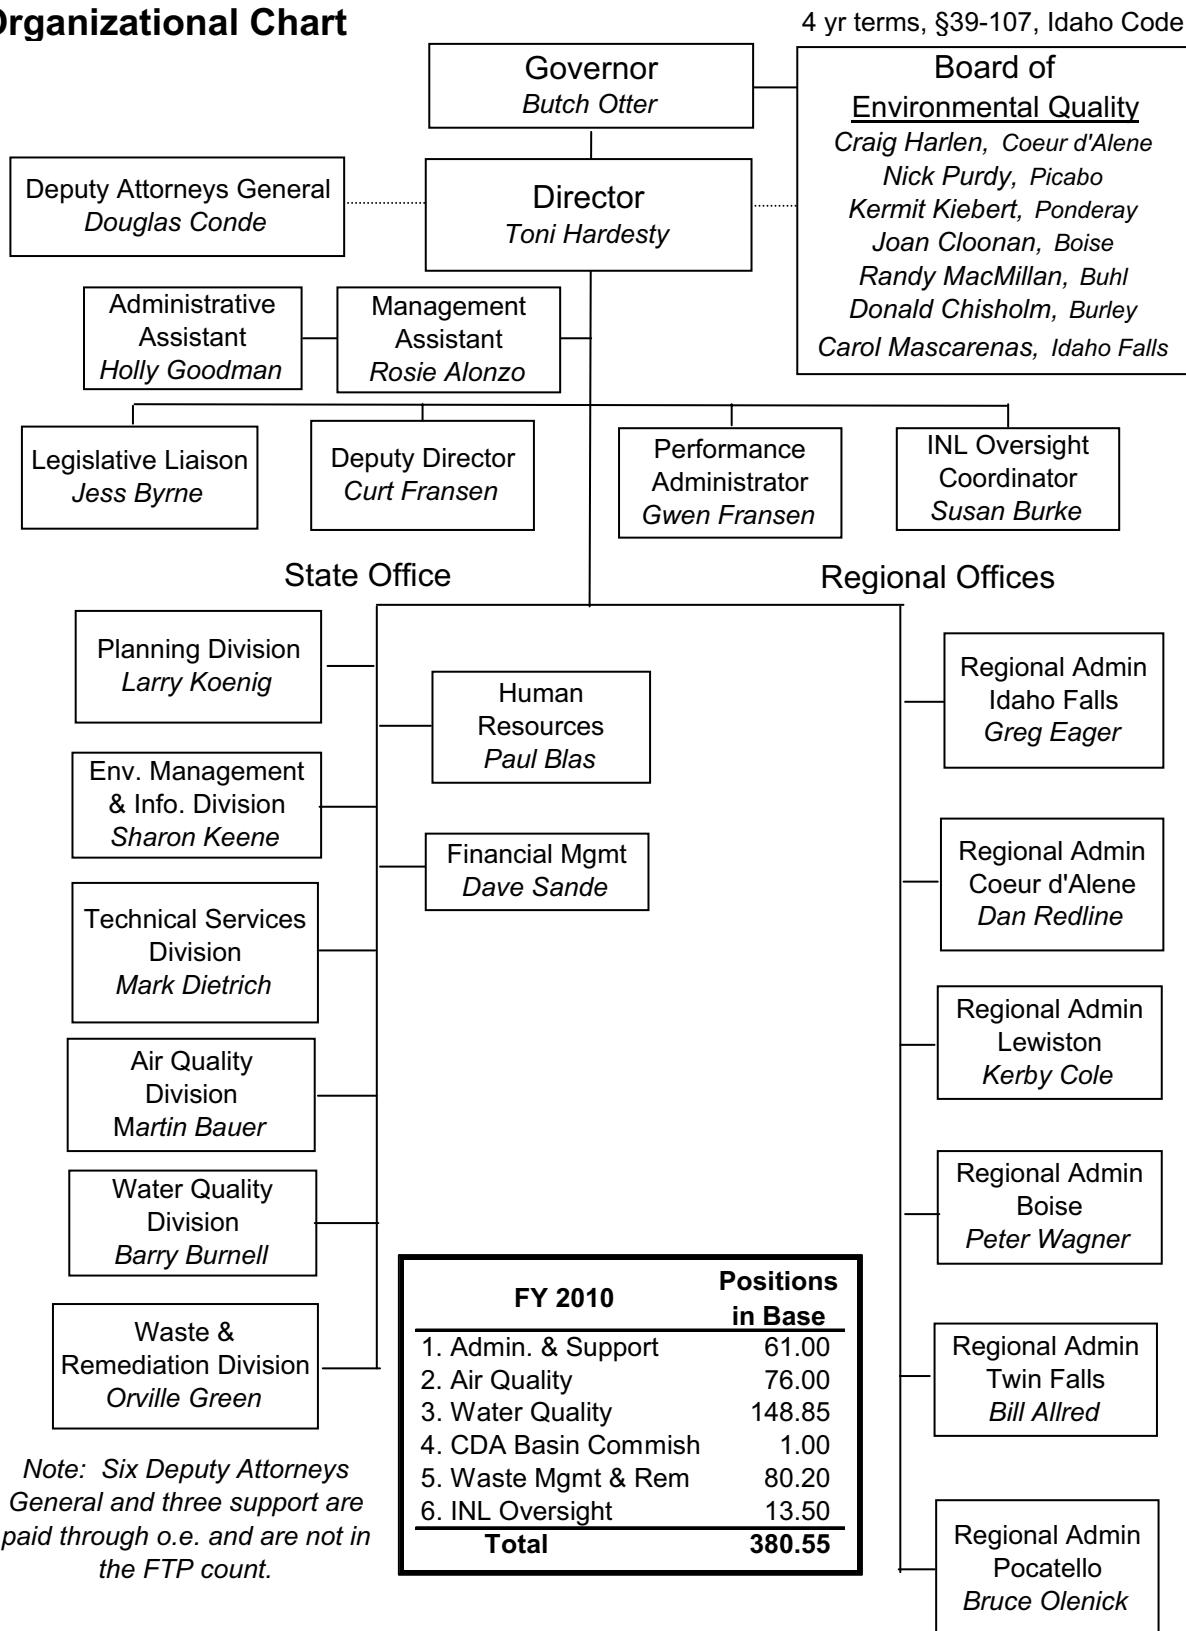 Organizational Chart
4 yr terms, §39-107, Idaho Code
Governor
Butch Otter
Board of
Environmental Quality
Craig Harlen, Coeur d'Alene
Nick Purdy, Picabo
Kermit Kiebert, Ponderay
Joan Cloonan, Boise
Randy MacMillan, Buhl
Donald Chisholm, Burley
Carol Mascarenas, Idaho Falls
Deputy Attorneys General
Douglas Conde
Director
Toni Hardesty
Administrative
Assistant
Holly Goodman
Management
Assistant
Rosie Alonzo
Legislative Liaison
Jess Byrne
Deputy Director
Curt Fransen
Performance
Administrator
Gwen Fransen
INL Oversight
Coordinator
Susan Burke
State Office
Regional Offices
Planning Division
Larry Koenig
Human
Resources
Paul Blas
Env. Management
& Info. Division
Sharon Keene
Financial Mgmt
Dave Sande
Technical Services
Division
Mark Dietrich
Air Quality
Division
Martin Bauer
Water Quality
Division
Barry Burnell
Waste &
Remediation Division
Orville Green
Regional Admin
Idaho Falls
Greg Eager
Regional Admin
Coeur d'Alene
Dan Redline
Regional Admin
Lewiston
Kerby Cole
Regional Admin
Boise
Peter Wagner
Regional Admin
Twin Falls
Bill Allred
Regional Admin
Pocatello
Bruce Olenick
FY 2010 Positions in Base
1. Admin. & Support 61.00
2. Air Quality 76.00
3. Water Quality 148.85
4. CDA Basin Commish 1.00
5. Waste Mgmt & Rem 80.20
6. INL Oversight 13.50
Total 380.55
Note: Six Deputy Attorneys
General and three support are
paid through o.e. and are not in
the FTP count.